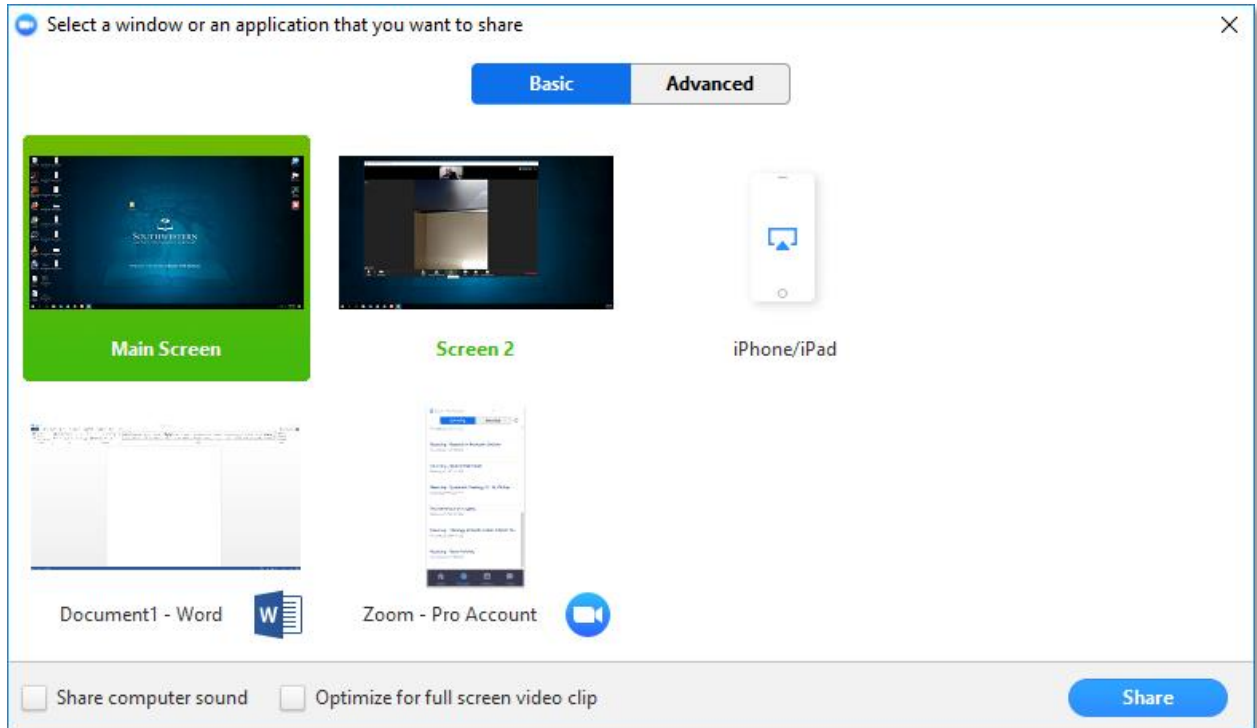 Select a window or an application that you want to share
Basic
Advanced
SOUTHWESTERN
Main Screen
Screen 2
iPhone/iPad
Document1 - Word
W
Zoom - Pro Account
Share computer sound
Optimize for full screen video clip
Share